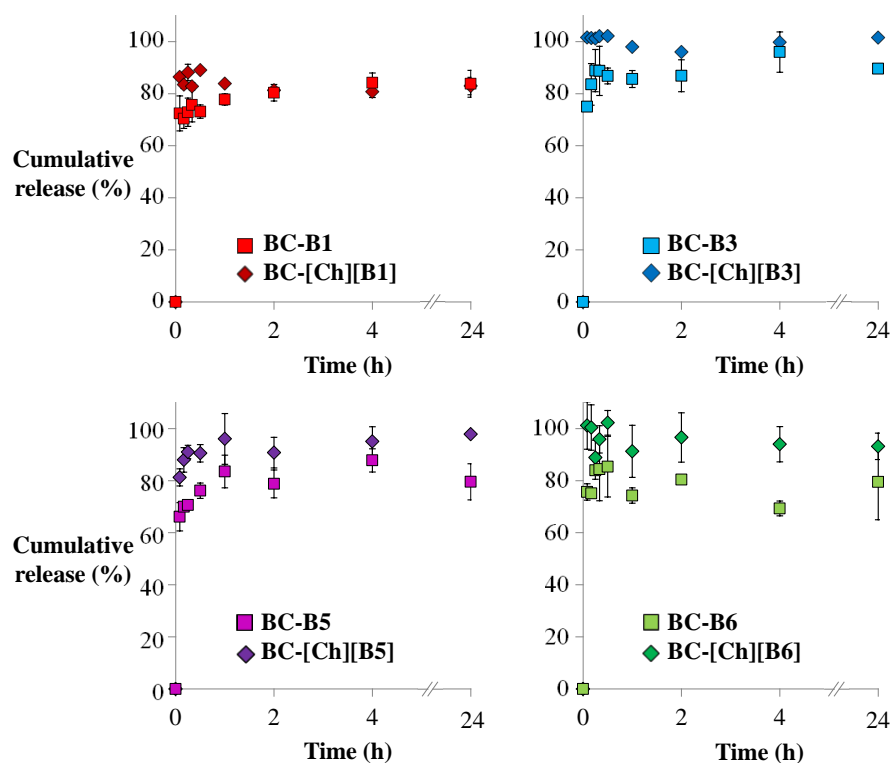 100
80
60
40
20
0
Cumulative
release (%)
BC-B1
BC-[Ch][B1]
0
2
4
24
Time (h)
100
80
60
40
20
0
BC-B3
BC-[Ch][B3]
0
2
4
24
Time (h)
100
80
60
40
20
0
Cumulative
release (%)
BC-B5
BC-[Ch][B5]
0
2
4
24
Time (h)
100
80
60
40
20
0
BC-B6
BC-[Ch][B6]
0
2
4
24
Time (h)